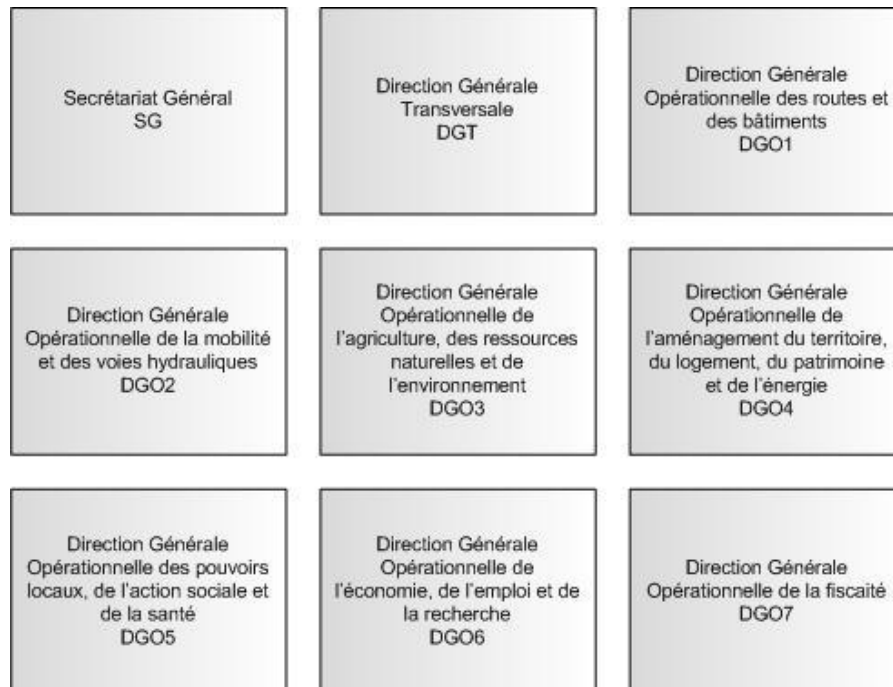 Secrétariat Général
SG
Direction Générale
Transversale
DGT
Direction Générale
Opérationnelle des routes et
des bâtiments
DGO1
Direction Générale
Opérationnelle de la mobilité
et des voies hydrauliques
DGO2
Direction Générale
Opérationnelle de
l'agriculture, des ressources
naturelles et de
l'environnement
DGO3
Direction Générale
Opérationnelle de
l'aménagement du territoire,
du logement, du patrimoine
et de l'énergie
DGO4
Direction Générale
Opérationnelle des pouvoirs
locaux, de l'action sociale et
de la santé
DGO5
Direction Générale
Opérationnelle de
l'économie, de l'emploi et de
la recherche
DGO6
Direction Générale
Opérationnelle de la fiscaité
DGO7